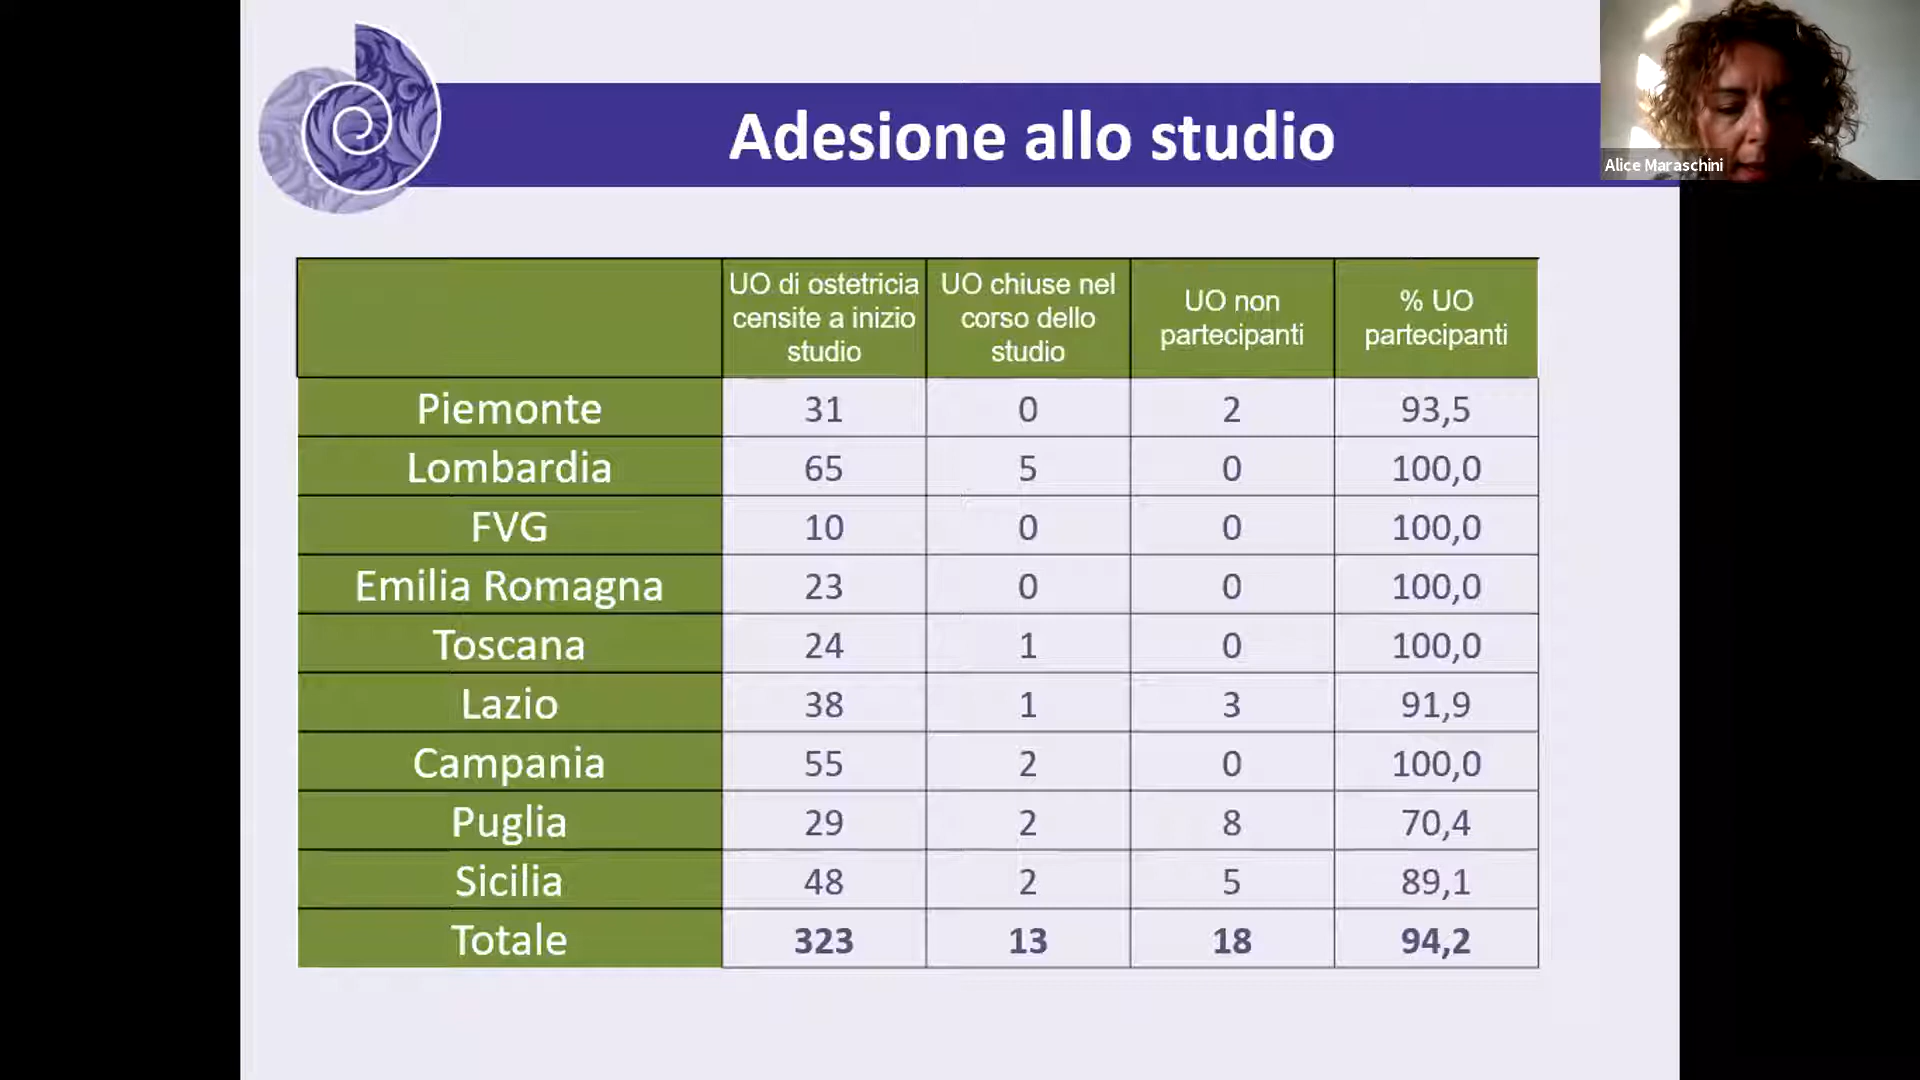 Adesione allo studio
Alice Maraschini
UO di ostetricia
censite a inizio
studio
UO chiuse nel
corso dello
studio
UO non
partecipanti
% UO
partecipanti
Piemonte 31 0 2 93,5
Lombardia 65 5 0 100,0
FVG 10 0 0 100,0
Emilia Romagna 23 0 0 100,0
Toscana 24 1 0 100,0
Lazio 38 1 3 91,9
Campania 55 2 0 100,0
Puglia 29 2 8 70,4
Sicilia 48 2 5 89,1
Totale 323 13 18 94,2